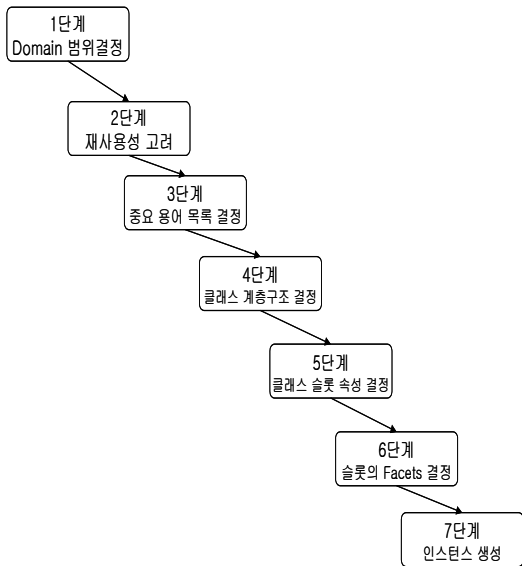 1단계
Domain 범위결정
2단계
재사용성 고려
3단계
중요 용어 목록 결정
4단계
클래스 계층구조 결정
5단계
클래스 슬롯 속성 결정
6단계
슬롯의 Facets 결정
7단계
인스턴스 생성